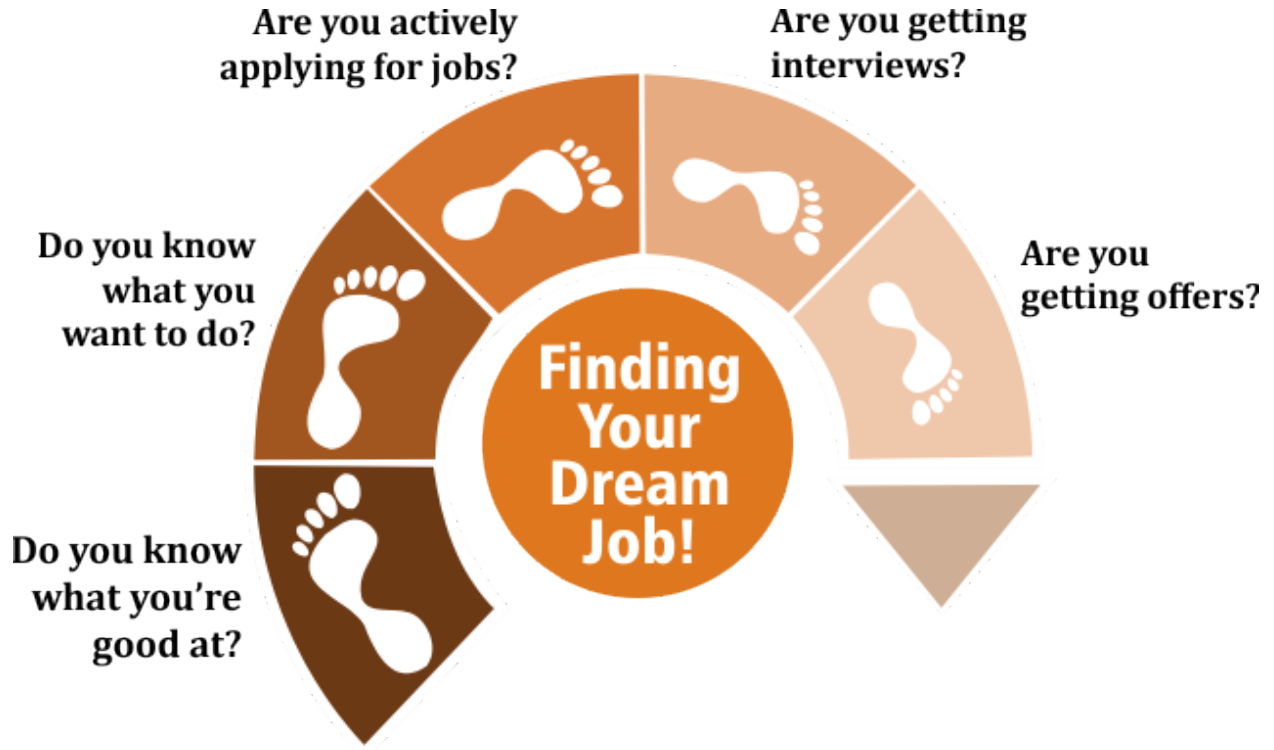 Are you actively
applying for jobs?
Are you getting
interviews?
Do you know
what you
want to do?
Are you
getting offers?
Finding
Your
Dream
Job!
Do you know
what you're
good at?